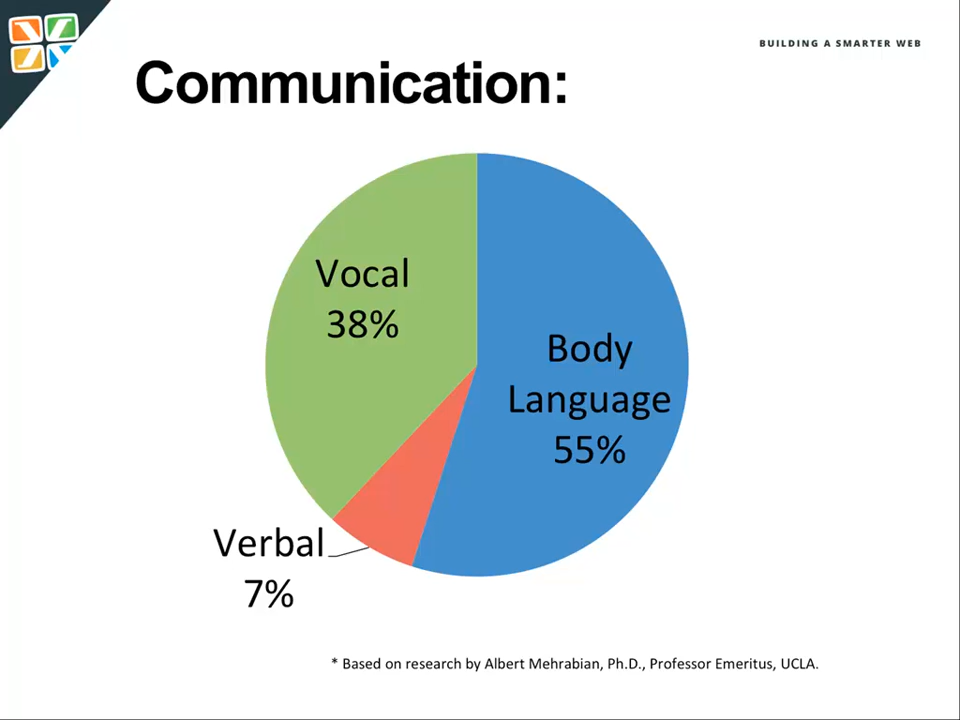 BUILDING A SMARTER WEB
Communication:
Vocal
38%
Body
Language
55%
Verbal
7%
* Based on research by Albert Mehrabian, Ph.D., Professor Emeritus, UCLA.